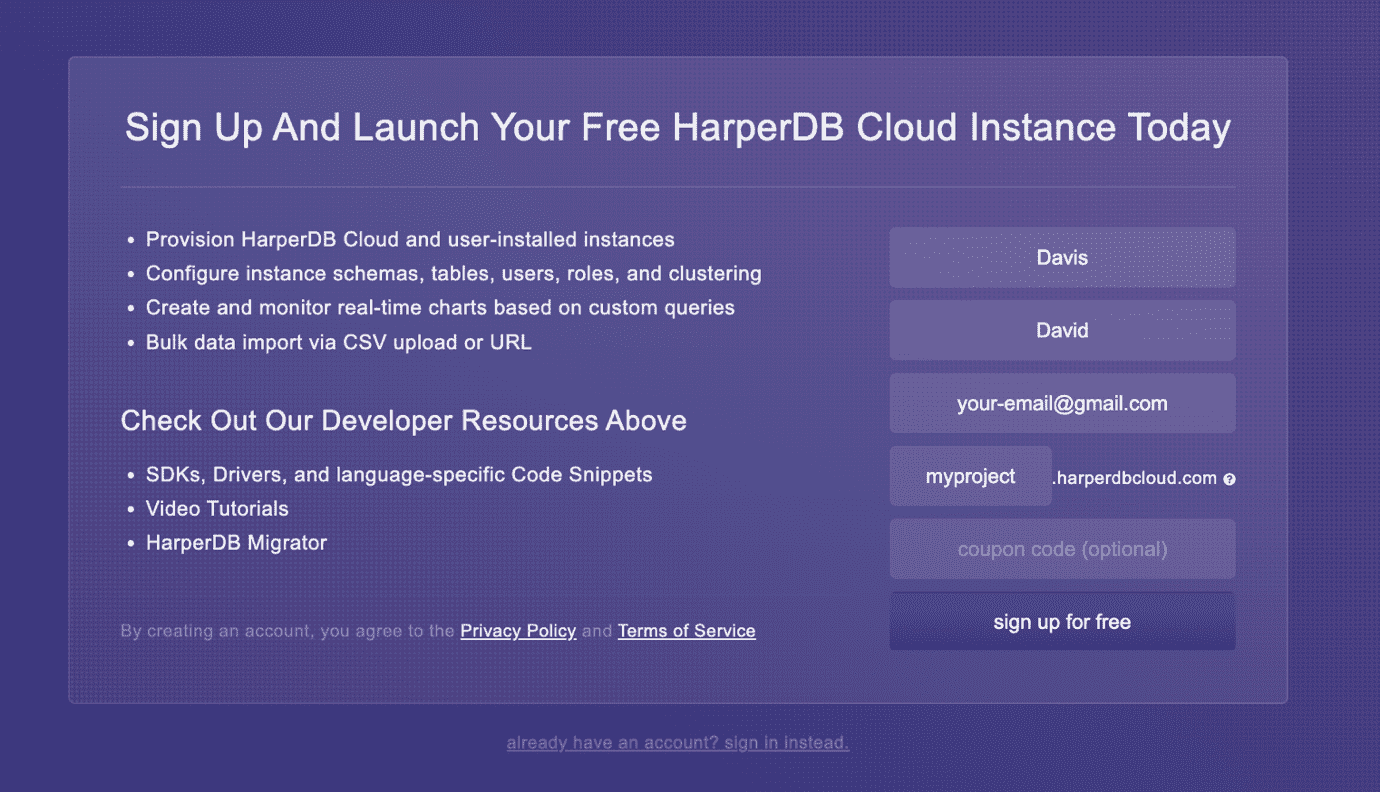 Sign Up And Launch Your Free HarperDB Cloud Instance Today
• Provision HarperDB Cloud and user-installed instances
• Configure instance schemas, tables, users, roles, and clustering
• Create and monitor real-time charts based on custom queries
• Bulk data import via CSV upload or URL
Check Out Our Developer Resources Above
• SDKs, Drivers, and language-specific Code Snippets
• Video Tutorials
• HarperDB Migrator
By creating an account, you agree to the Privacy Policy and Terms of Service
Davis
David
your-email@gmail.com
myproject .harperdbcloud.com ?
coupon code (optional)
sign up for free
already have an account? sign in instead.